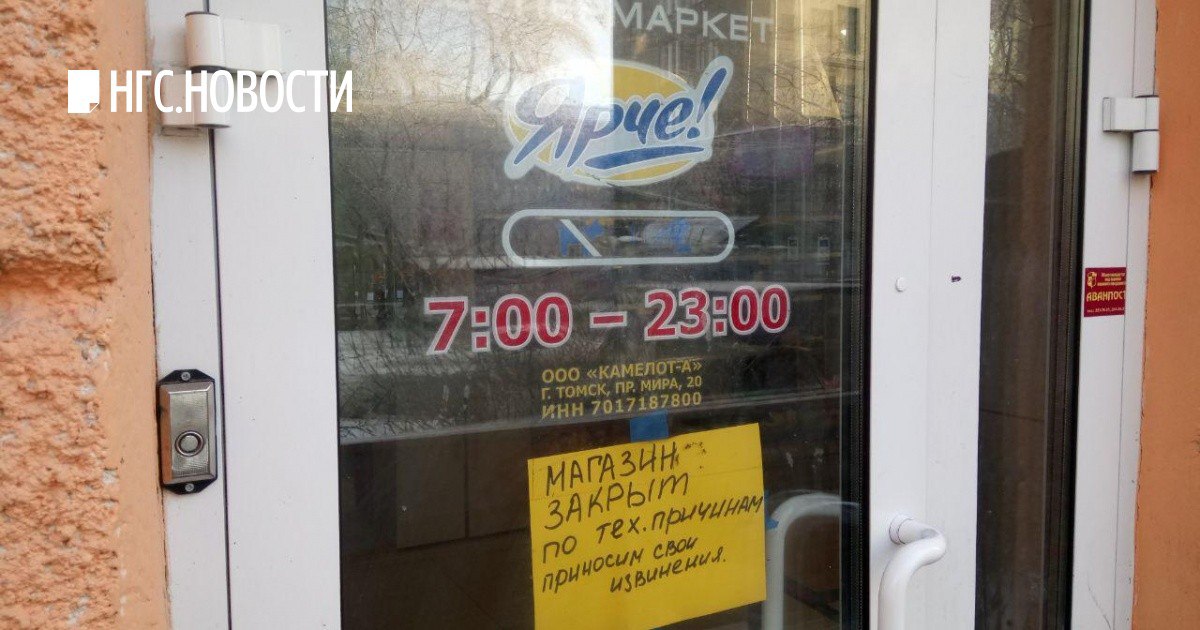 МАРКЕТ
НГС.НОВОСТИ
Ярче!
7:00 – 23:00
ООО «КАМЕЛОТ-А»
Г. ТОМСК, ПР. МИРА, 20
ИНН 7017187800
АВАНПОСТ
МАГАЗИН
ЗАКРЫТ
ПО ТЕХ. ПРИЧИНАМ
ПРИНОСИМ СВОИ
ИЗВИНЕНИЯ.